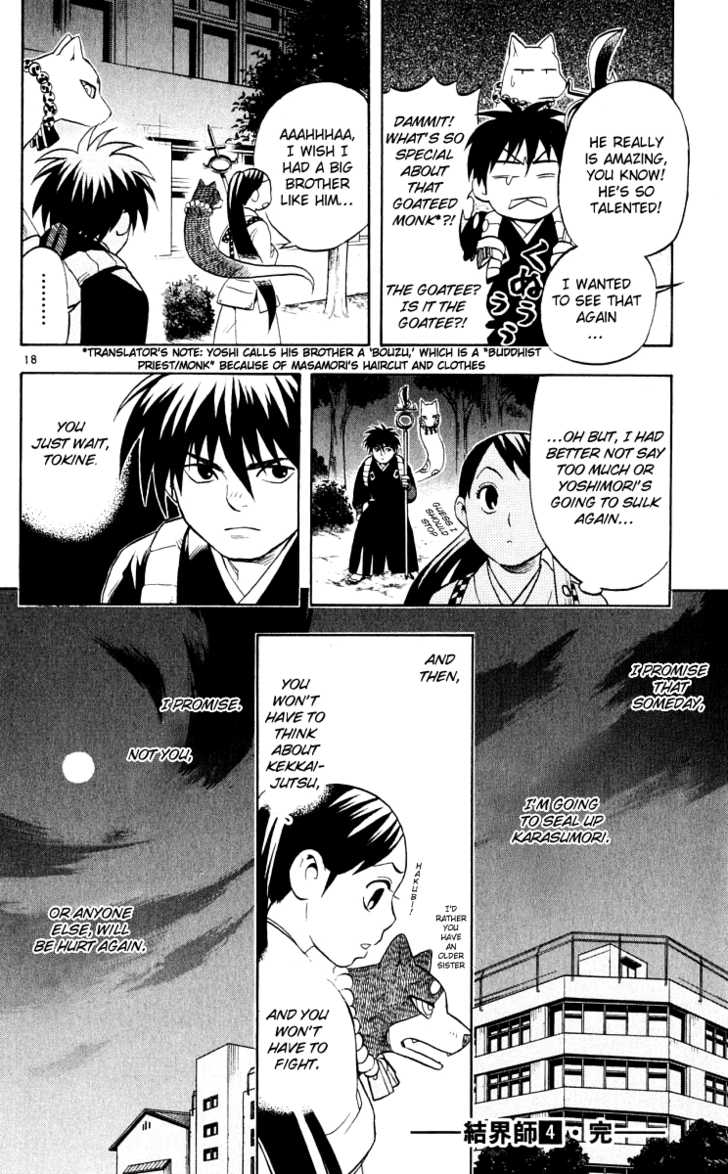 HE REALLY
IS AMAZING,
YOU KNOW!
HE'S SO
TALENTED!
I WANTED
TO SEE THAT
AGAIN
...
DAMMIT!
WHAT'S SO
SPECIAL
ABOUT
THAT
GOATEED
MONK*?!
THE GOATEE?
IS IT THE
GOATEE?!
くぬぅぅ
AAAHHHAA,
I WISH I
HAD A BIG
BROTHER
LIKE HIM...
.........
18
*TRANSLATOR'S NOTE: YOSHI CALLS HIS BROTHER A 'BOUZU,' WHICH IS A "BUDDHIST
PRIEST/MONK" BECAUSE OF MASAMORI'S HAIRCUT AND CLOTHES
...OH BUT, I HAD
BETTER NOT SAY
TOO MUCH OR
YOSHIMORI'S
GOING TO SULK
AGAIN...
GUESS I
SHOULD
STOP
YOU
JUST WAIT,
TOKINE.
I PROMISE
THAT
SOMEDAY,
I'M GOING
TO SEAL UP
KARASUMORI.
AND
THEN,
YOU
WON'T
HAVE TO
THINK
ABOUT
KEKKAI-
JUTSU,
HAKUBI!
I'D
RATHER
YOU
HAVE AN
OLDER
SISTER
AND YOU
WON'T
HAVE TO
FIGHT.
I PROMISE.
NOT YOU,
OR ANYONE
ELSE, WILL
BE HURT AGAIN.
結界師4・完